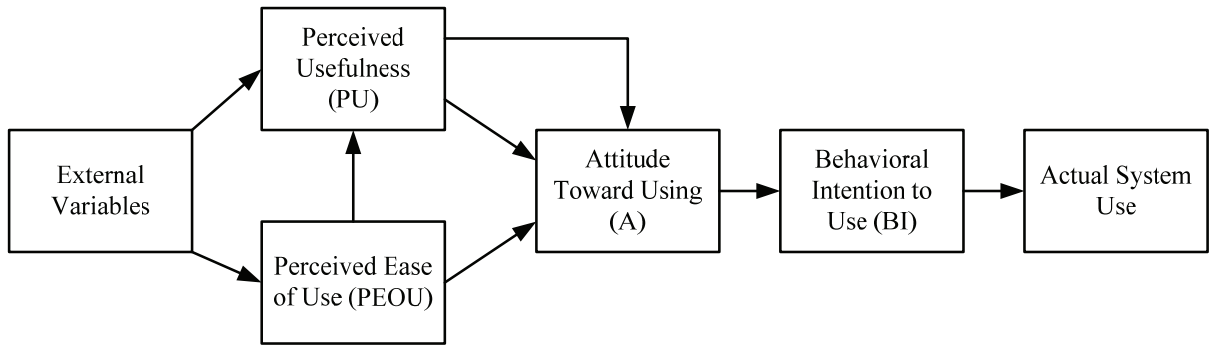 Perceived
Usefulness
(PU)
External
Variables
Perceived Ease
of Use (PEOU)
Attitude
Toward Using
(A)
Behavioral
Intention to
Use (BI)
Actual System
Use